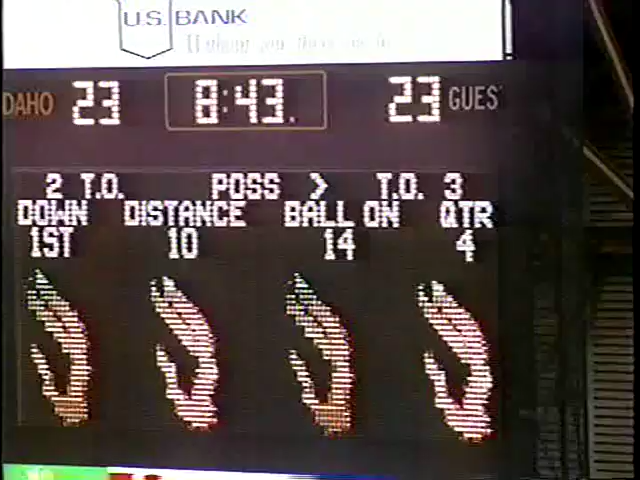 U.S. BANK
DAHO 23 8:43. 23 GUES
2 T.O. POSS > T.O. 3
DOWN DISTANCE BALL ON QTR
1ST 10 14 4